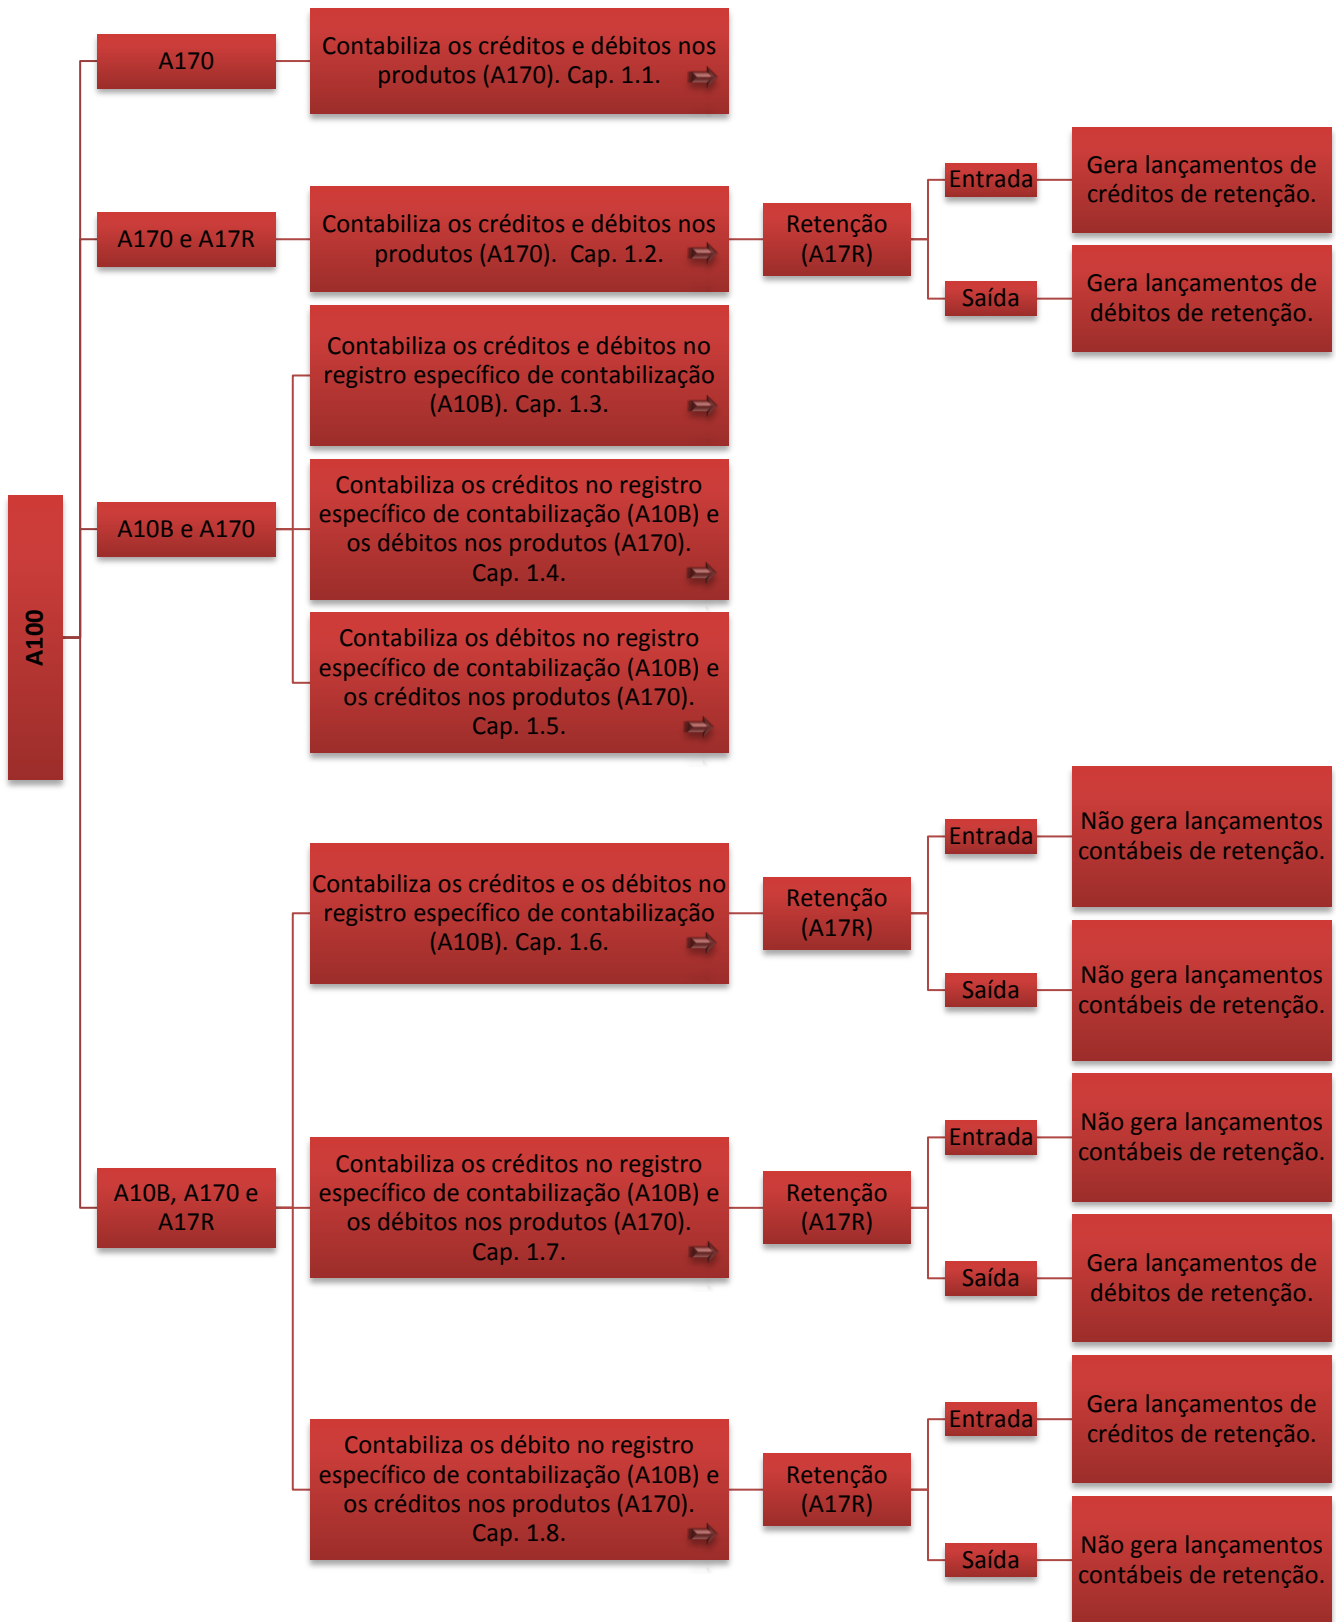 A100
A170
Contabiliza os créditos e débitos nos
produtos (A170). Cap. 1.1.
A170 e A17R
Contabiliza os créditos e débitos nos
produtos (A170).  Cap. 1.2.
Retenção
(A17R)
Entrada
Gera lançamentos de
créditos de retenção.
Saída
Gera lançamentos de
débitos de retenção.
A10B e A170
Contabiliza os créditos e débitos no
registro específico de contabilização
(A10B). Cap. 1.3.
Contabiliza os créditos no registro
específico de contabilização (A10B) e
os débitos nos produtos (A170).
Cap. 1.4.
Contabiliza os débitos no registro
específico de contabilização (A10B) e
os créditos nos produtos (A170).
Cap. 1.5.
A10B, A170 e
A17R
Contabiliza os créditos e os débitos no
registro específico de contabilização
(A10B). Cap. 1.6.
Retenção
(A17R)
Entrada
Não gera lançamentos
contábeis de retenção.
Saída
Não gera lançamentos
contábeis de retenção.
Contabiliza os créditos no registro
específico de contabilização (A10B) e
os débitos nos produtos (A170).
Cap. 1.7.
Retenção
(A17R)
Entrada
Não gera lançamentos
contábeis de retenção.
Saída
Gera lançamentos de
débitos de retenção.
Contabiliza os débito no registro
específico de contabilização (A10B) e
os créditos nos produtos (A170).
Cap. 1.8.
Retenção
(A17R)
Entrada
Gera lançamentos de
créditos de retenção.
Saída
Não gera lançamentos
contábeis de retenção.